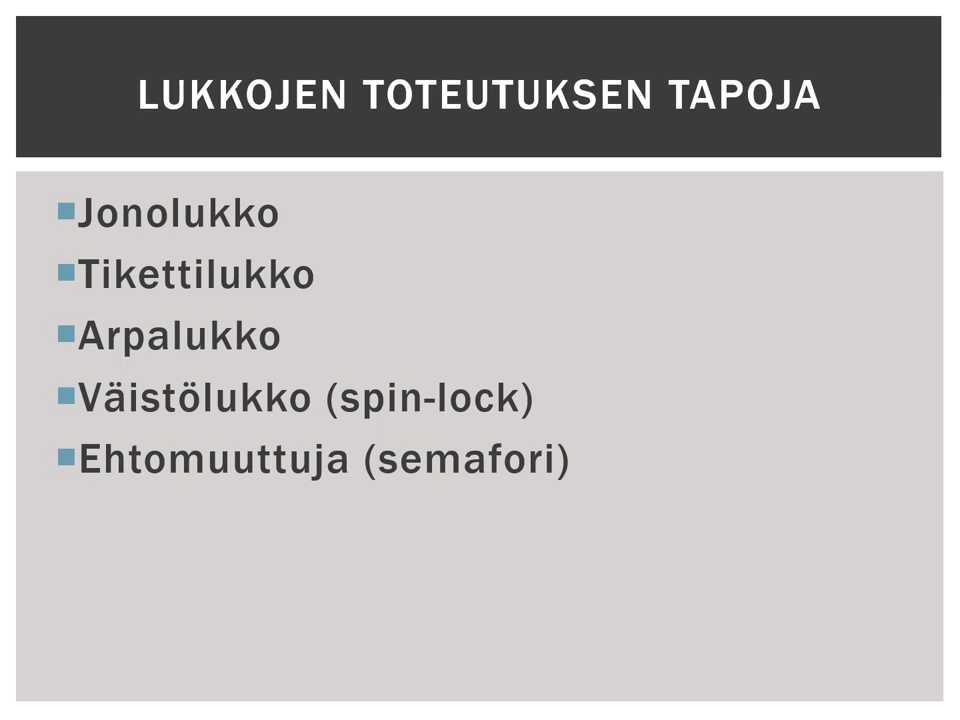 LUKKOJEN TOTEUTUKSEN TAPOJA
Jonolukko
Tikettilukko
Arpalukko
Väistölukko (spin-lock)
Ehtomuuttuja (semafori)